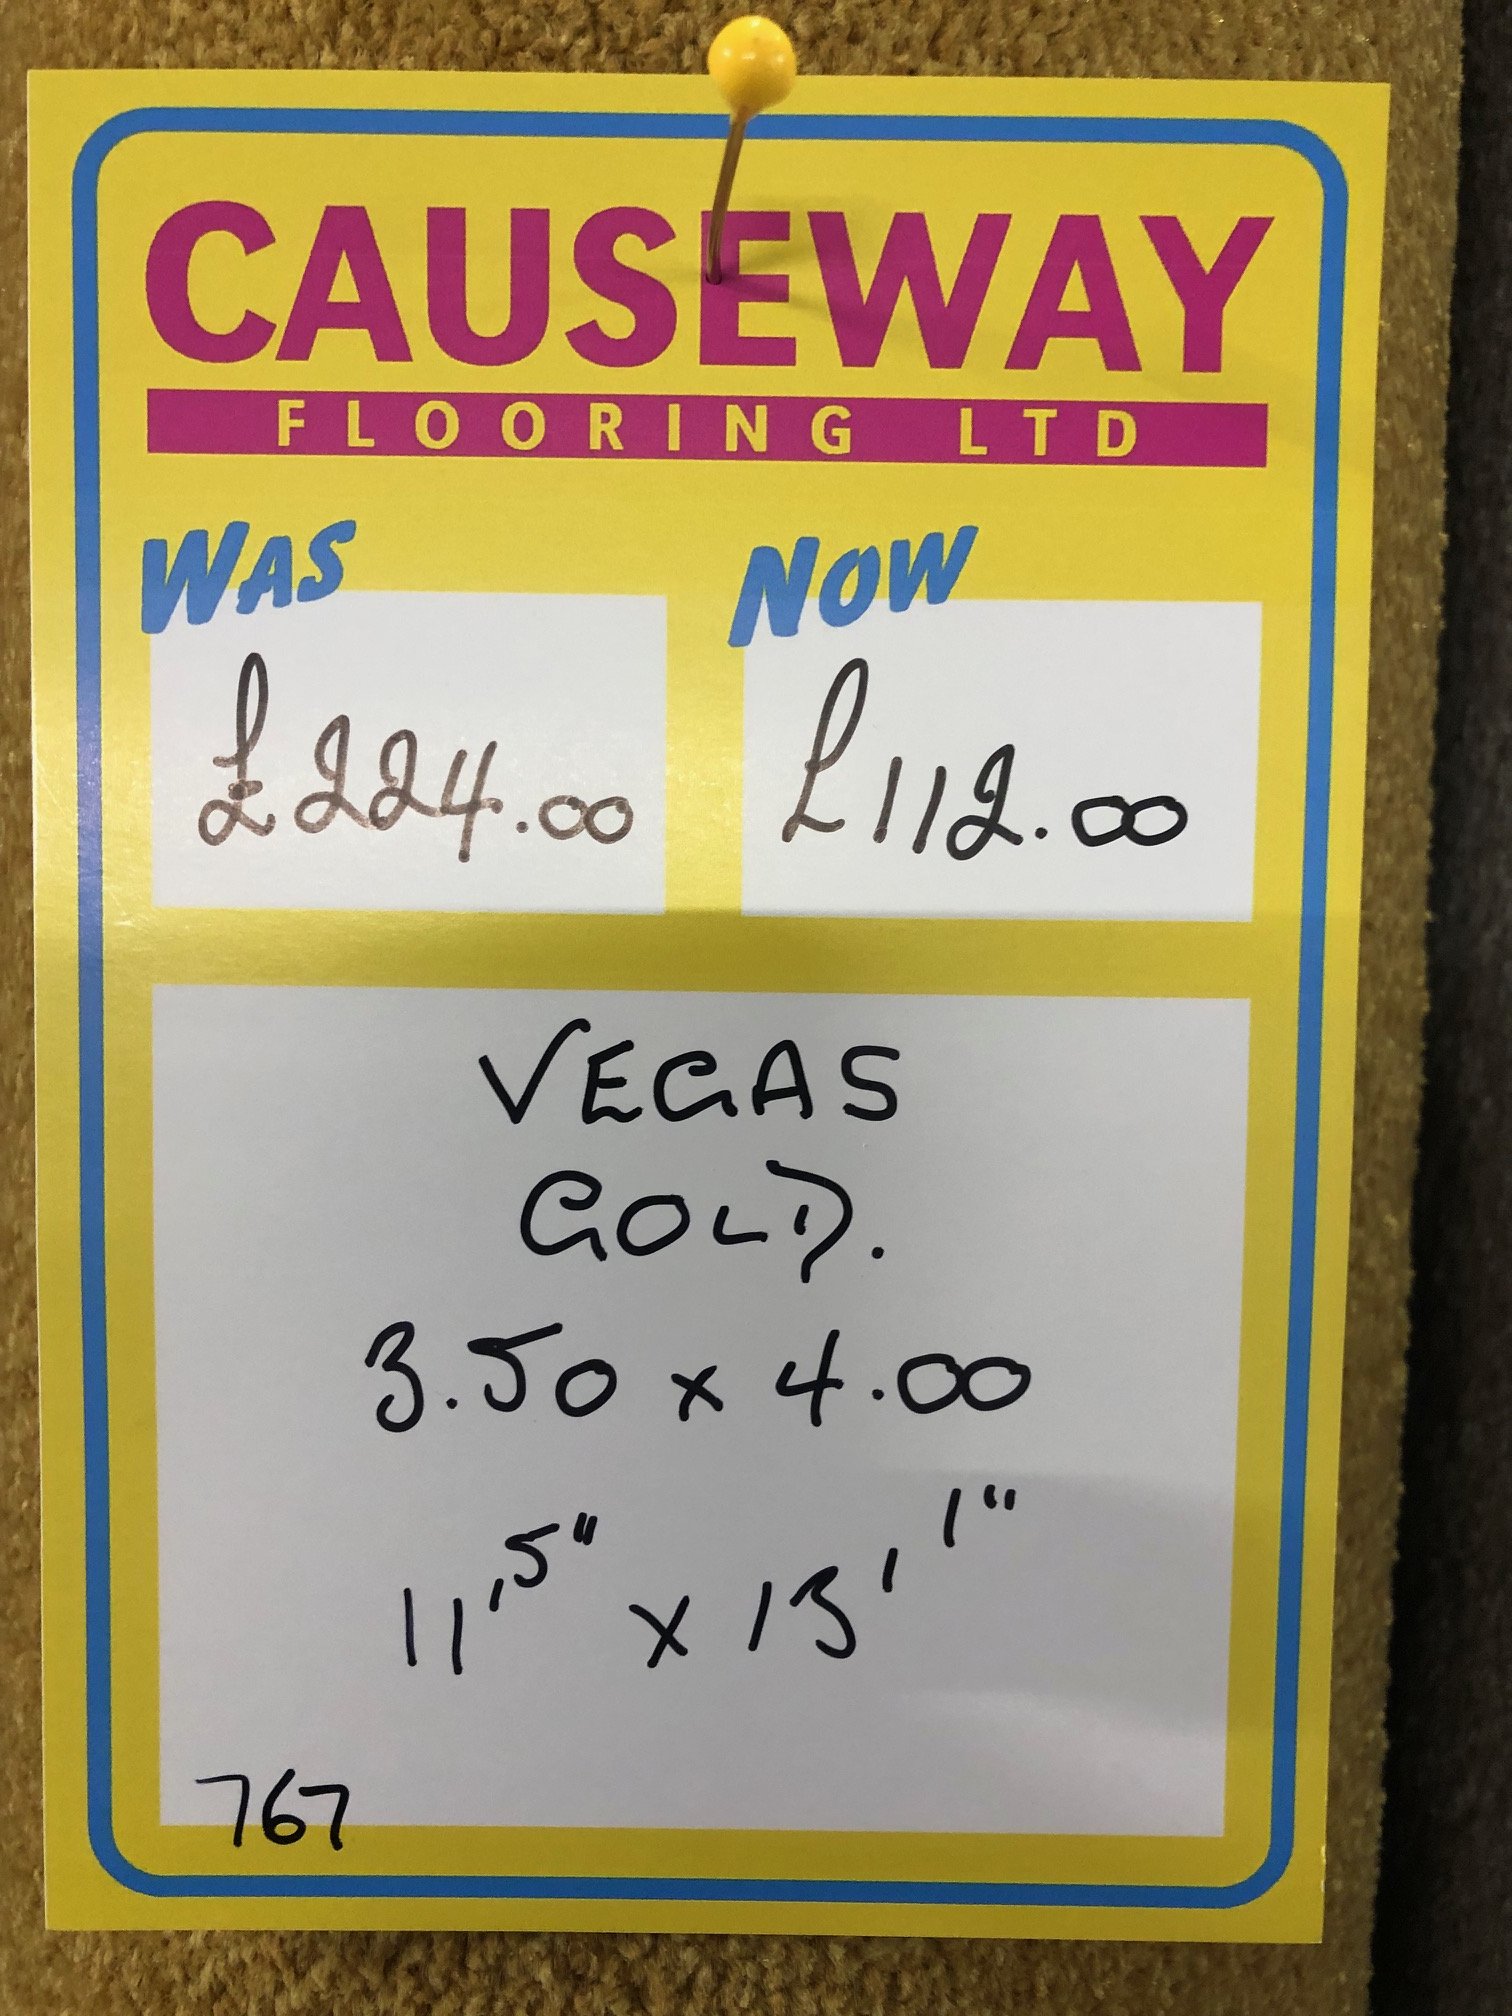 CAUSEWAY
FLOORING LTD
WAS NOW
£224.00 £112.00
VEGAS
GOLD.
3.50 x 4.00
11'5" x 13'1"
767